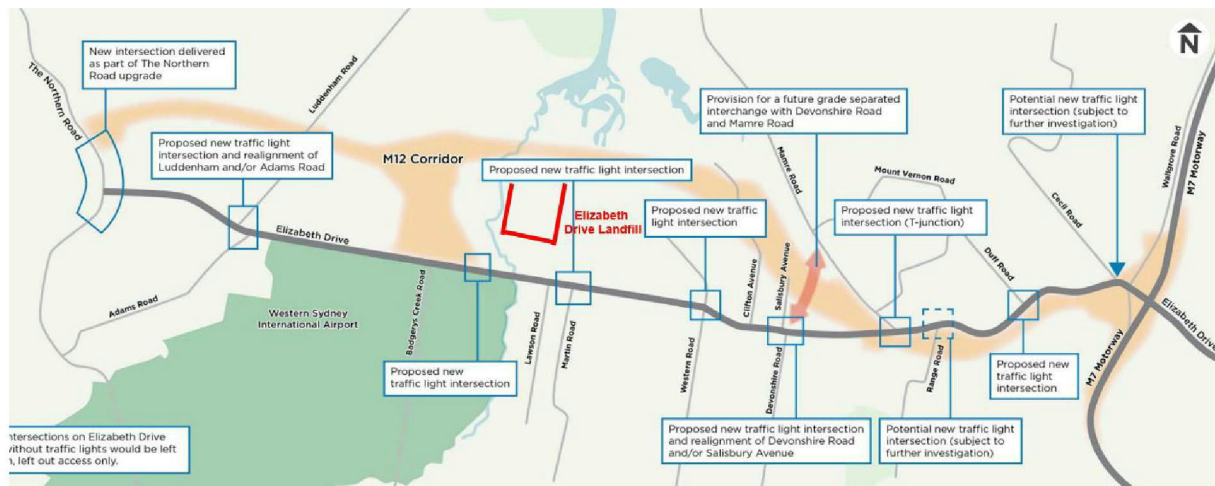 New intersection delivered
as part of The Northern
Road upgrade
The Northern
Road
Luddenham Road
Proposed new traffic light
intersection and realignment of
Luddenham and/or Adams Road
M12 Corridor
Proposed new traffic light intersection
Elizabeth
Drive Landfill
Provision for a future grade separated
interchange with Devonshire Road
and Mamre Road
Potential new traffic light
intersection (subject to
further investigation)
N
Wallgrove Road
M7 Motorway
Mamre Road
Mount Vernon Road
Cecil Road
Proposed new traffic
light intersection
Proposed new traffic light
intersection (T-junction)
Clifton Avenue
Salisbury Avenue
Duff Road
Elizabeth Drive
Elizabeth Drive
Adams Road
Western Sydney
International Airport
Badgerys Creek Road
Lawson Road
Martin Road
Western Road
Devonshire Road
Range Road
M7 Motorway
Proposed new
traffic light intersection
Proposed new
traffic light
intersection
Proposed new traffic light intersection
and realignment of Devonshire Road
and/or Salisbury Avenue
Potential new traffic light
intersection (subject to
further investigation)
ntersections on Elizabeth Drive
without traffic lights would be left
n, left out access only.